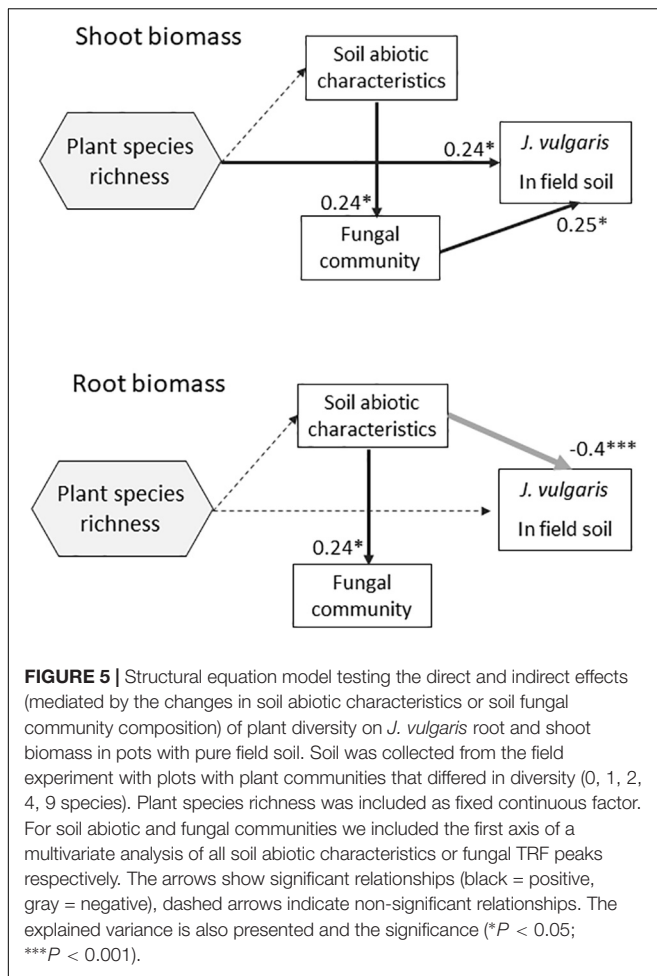 Shoot biomass
Soil abiotic
characteristics
Plant species
richness
0.24*
J. vulgaris
In field soil
0.24*
0.25*
Fungal
community
Root biomass
Soil abiotic
characteristics
-0.4***
Plant species
richness
J. vulgaris
In field soil
0.24*
Fungal
community
FIGURE 5 | Structural equation model testing the direct and indirect effects
(mediated by the changes in soil abiotic characteristics or soil fungal
community composition) of plant diversity on J. vulgaris root and shoot
biomass in pots with pure field soil. Soil was collected from the field
experiment with plots with plant communities that differed in diversity (0, 1, 2,
4, 9 species). Plant species richness was included as fixed continuous factor.
For soil abiotic and fungal communities we included the first axis of a
multivariate analysis of all soil abiotic characteristics or fungal TRF peaks
respectively. The arrows show significant relationships (black = positive,
gray = negative), dashed arrows indicate non-significant relationships. The
explained variance is also presented and the significance (*P < 0.05;
***P < 0.001).